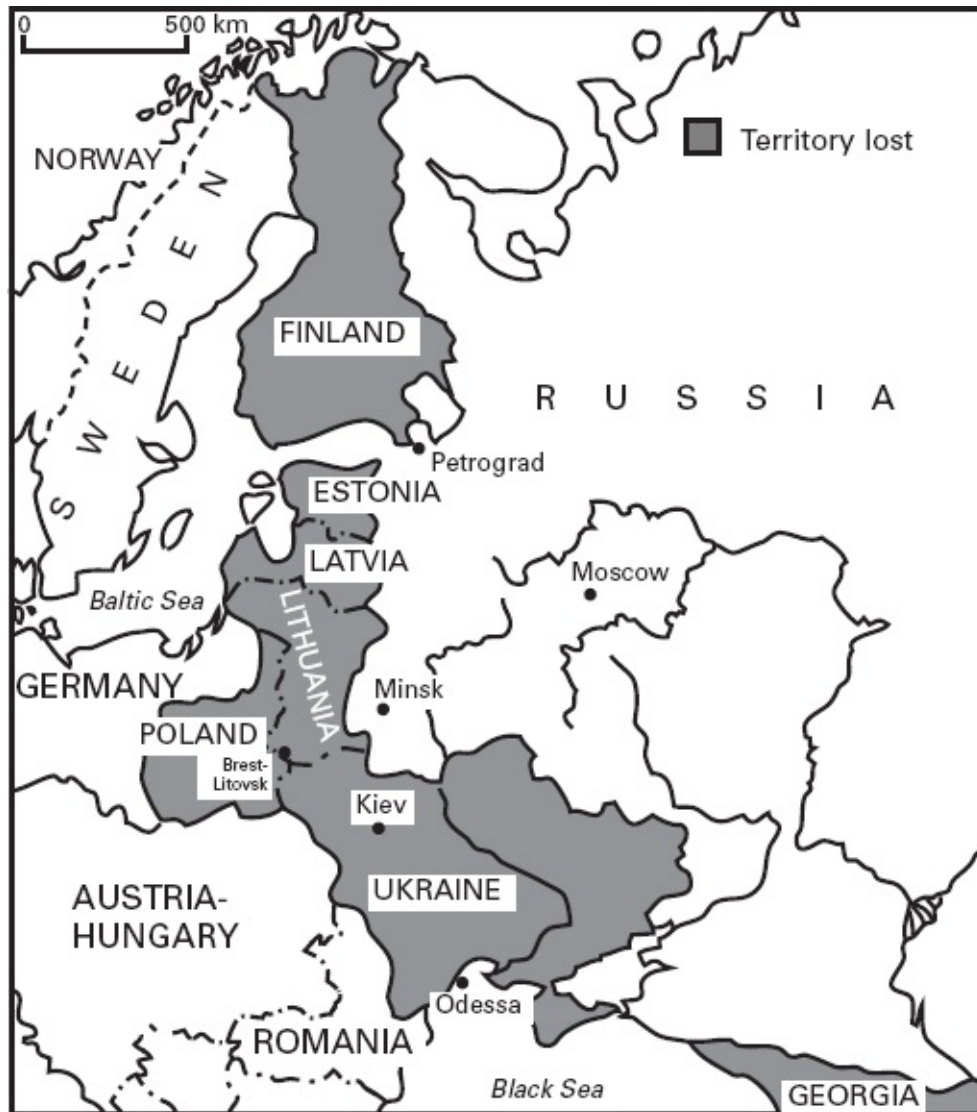 0 500 km
Territory lost
NORWAY
SWEDEN
FINLAND
RUSSIA
Petrograd
ESTONIA
LATVIA
Moscow
Baltic Sea
LITHUANIA
GERMANY
Minsk
POLAND
Brest-
Litovsk
Kiev
UKRAINE
AUSTRIA-
HUNGARY
Odessa
ROMANIA
Black Sea
GEORGIA